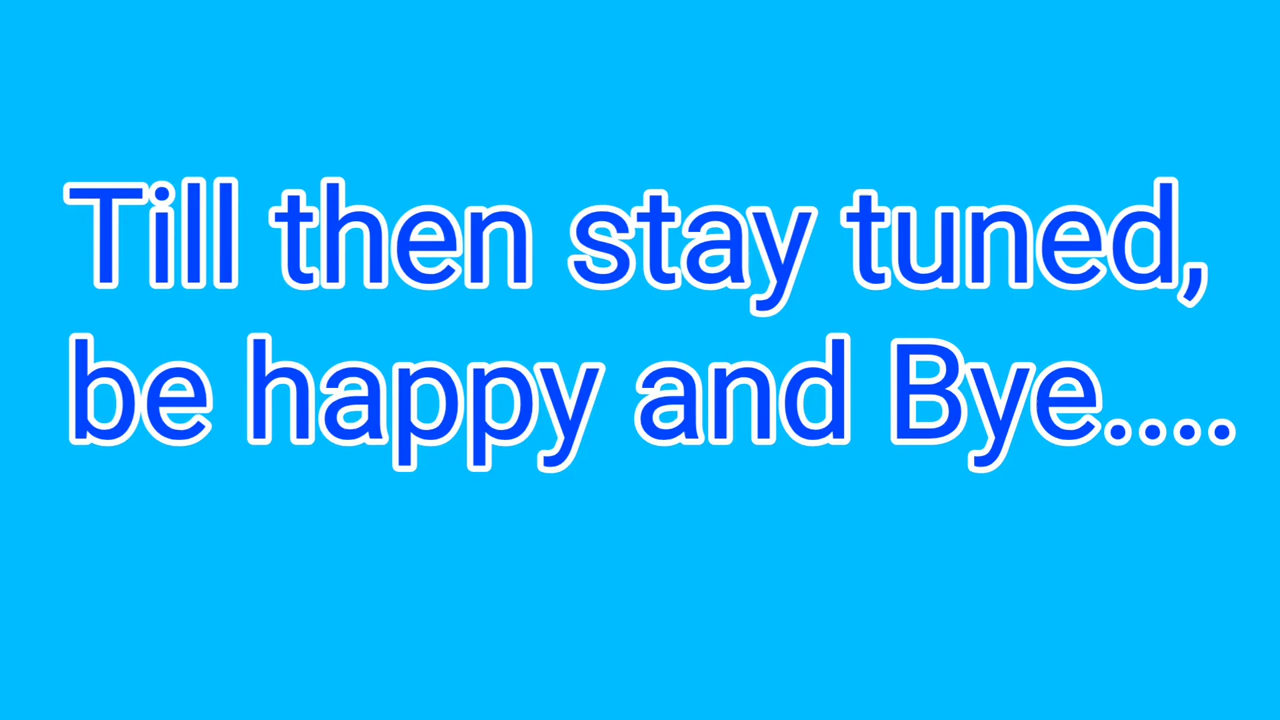 Till then stay tuned,
be happy and Bye....